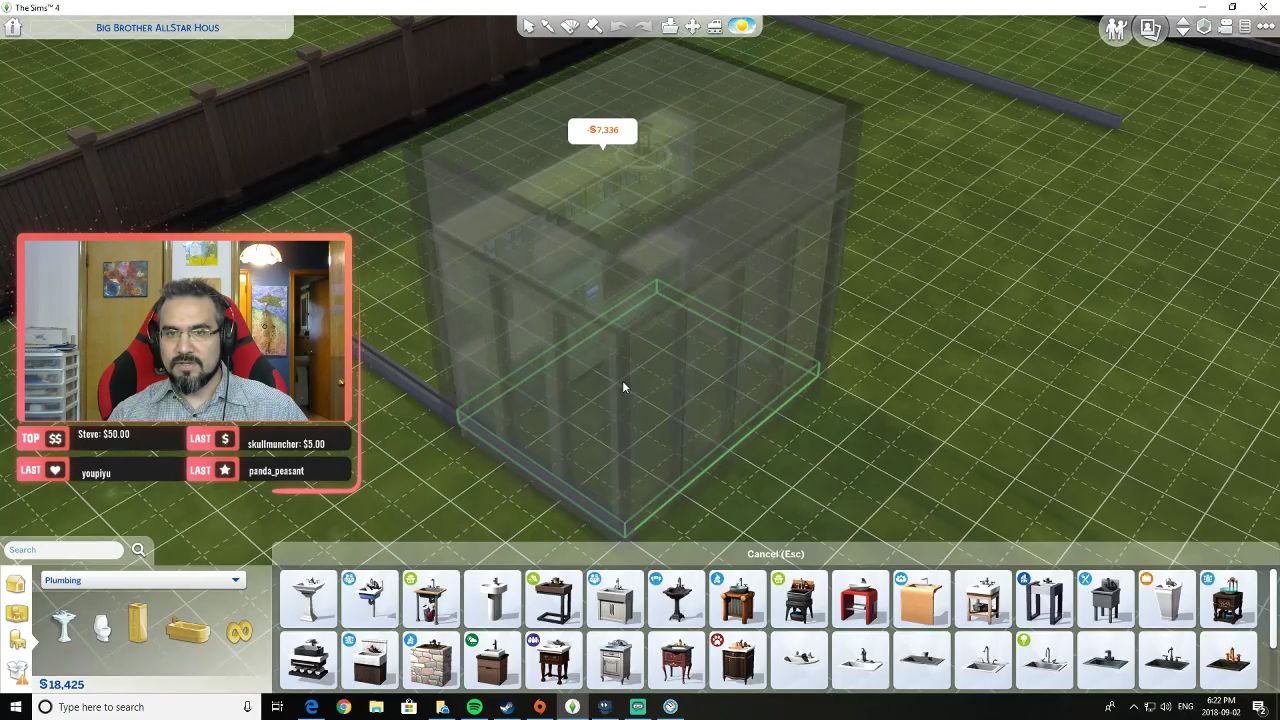 The Sims™ 4
BIG BROTHER ALLSTAR HOUS
-§7,336
TOP $$ Steve: $50.00
LAST $ skullmuncher: $5.00
LAST youpiyu
LAST panda_peasant
Search
Cancel (Esc)
Plumbing
§18,425
Type here to search
ENG
6:22 PM
2018-09-02
2